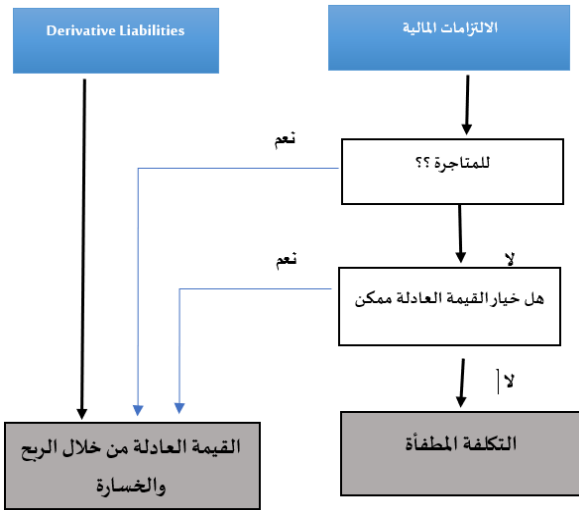 Derivative Liabilities
الالتزامات المالية
نعم
للمتاجرة ؟؟
لا
نعم
هل خيار القيمة العادلة ممكن
لا
القيمة العادلة من خلال الربح
والخسارة
التكلفة المطفأة